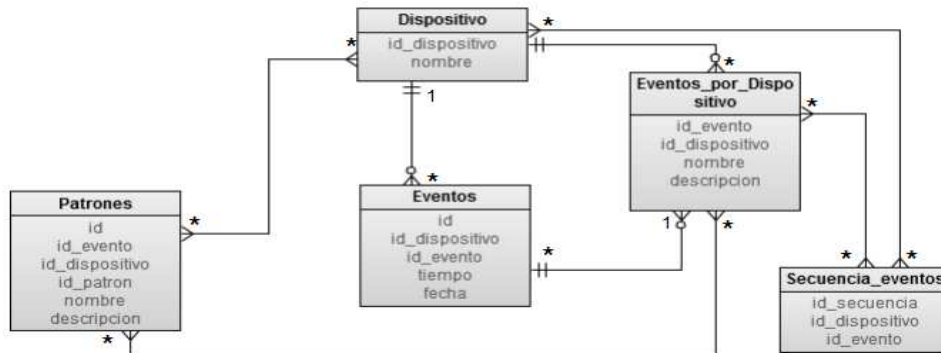 Dispositivo
id_dispositivo
nombre
*
*
*
1
*
*
Eventos_por_Dispo
sitivo
id_evento
id_dispositivo
nombre
descripcion
*
1
*
Patrones
id
id_evento
id_dispositivo
id_patron
nombre
descripcion
*
*
Eventos
id
id_dispositivo
id_evento
tiempo
fecha
*
*
*
Secuencia_eventos
id_secuencia
id_dispositivo
id_evento